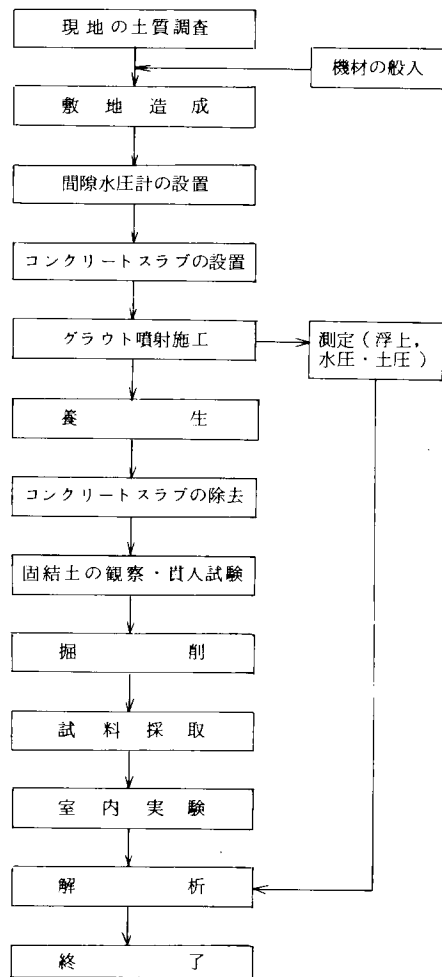 現地の土質調査
機材の般入
敷地造成
間隙水圧計の設置
コンクリートスラブの設置
グラウト噴射施工
測定(浮上,
水圧・土圧)
養生
コンクリートスラブの除去
固結土の観察・貫入試験
掘削
試料採取
室内実験
解析
終了